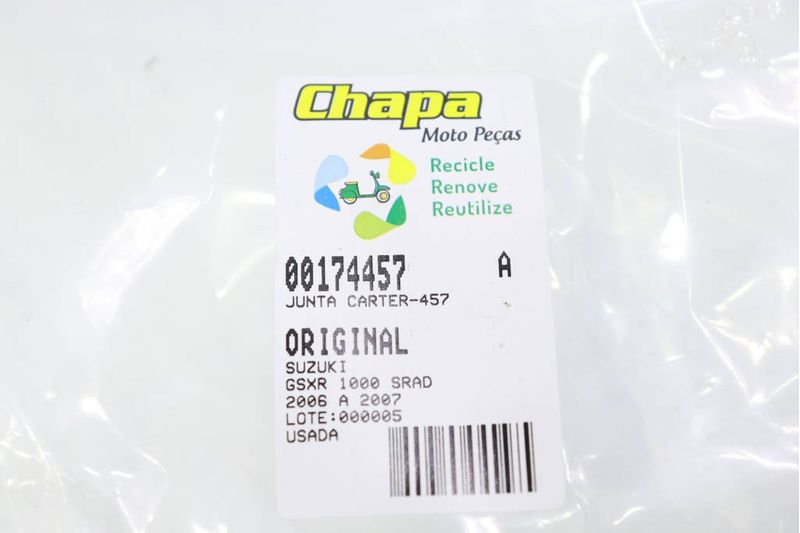 Chapa
Moto Peças
Recicle
Renove
Reutilize
00174457 A
JUNTA CARTER-457
ORIGINAL
SUZUKI
GSXR 1000 SRAD
2006 A 2007
LOTE:000005
USADA